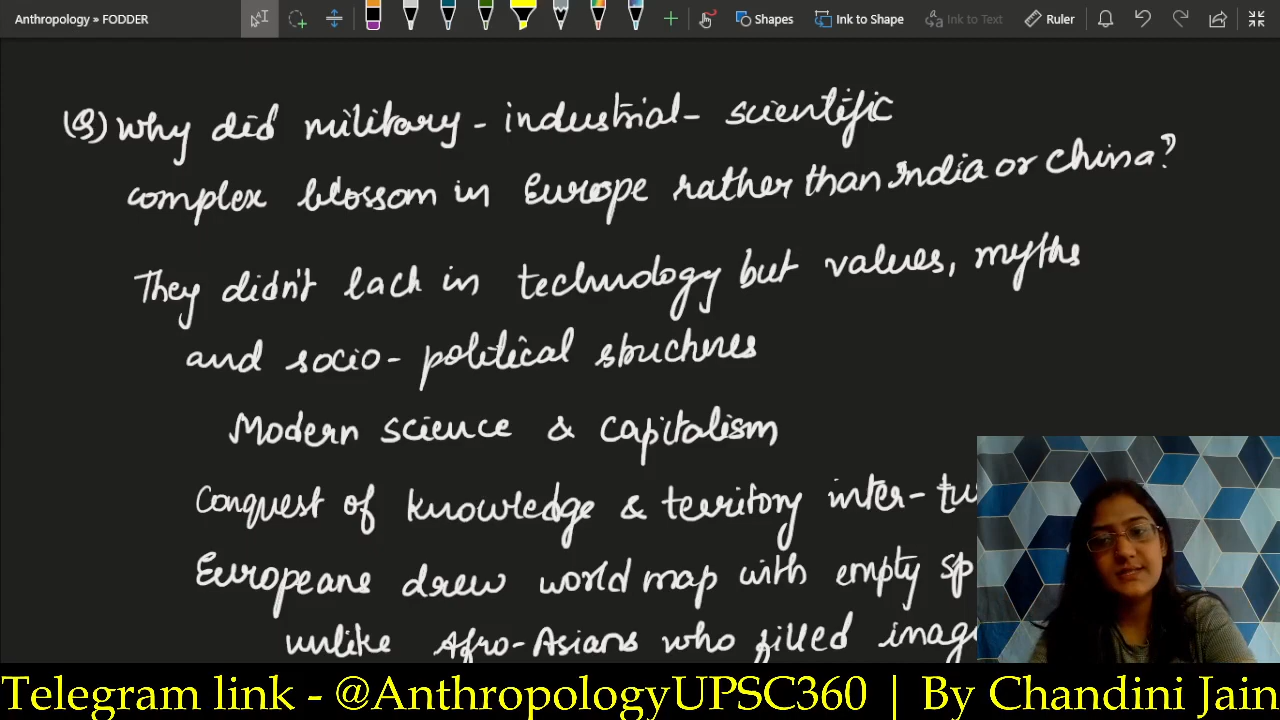 Anthropology » FODDER
Shapes
Ink to Shape
Ink to Text
Ruler
(Q) Why did military - industrial - scientific
complex blossom in Europe rather than India or China?
They didn't lack in technology but values, myths
and socio - political structures
Modern science & capitalism
Conquest of knowledge & territory inter-
Europeans drew world map with empty
unlike Afro-Asians who filled
Telegram link - @AnthropologyUPSC360 | By Chandini Jain